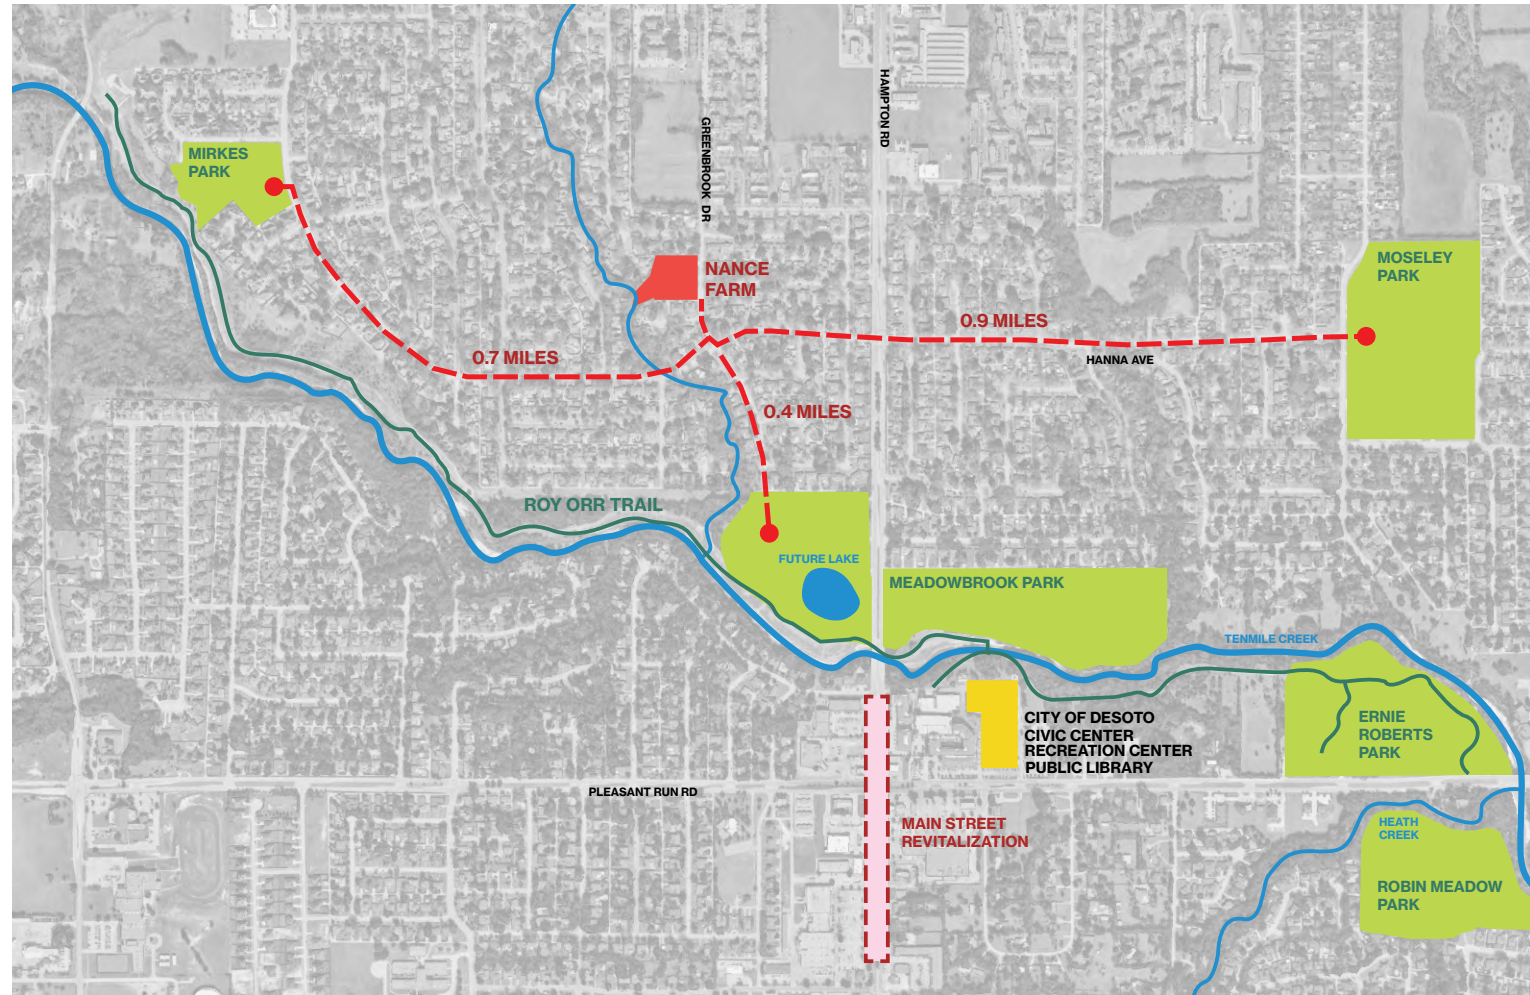 HAMPTON RD
GREENBROOK DR
MIRKES
PARK
NANCE
FARM
MOSELEY
PARK
0.9 MILES
0.7 MILES
HANNA AVE
0.4 MILES
ROY ORR TRAIL
FUTURE LAKE
MEADOWBROOK PARK
TENMILE CREEK
CITY OF DESOTO
CIVIC CENTER
RECREATION CENTER
PUBLIC LIBRARY
ERNIE
ROBERTS
PARK
PLEASANT RUN RD
MAIN STREET
REVITALIZATION
HEATH
CREEK
ROBIN MEADOW
PARK